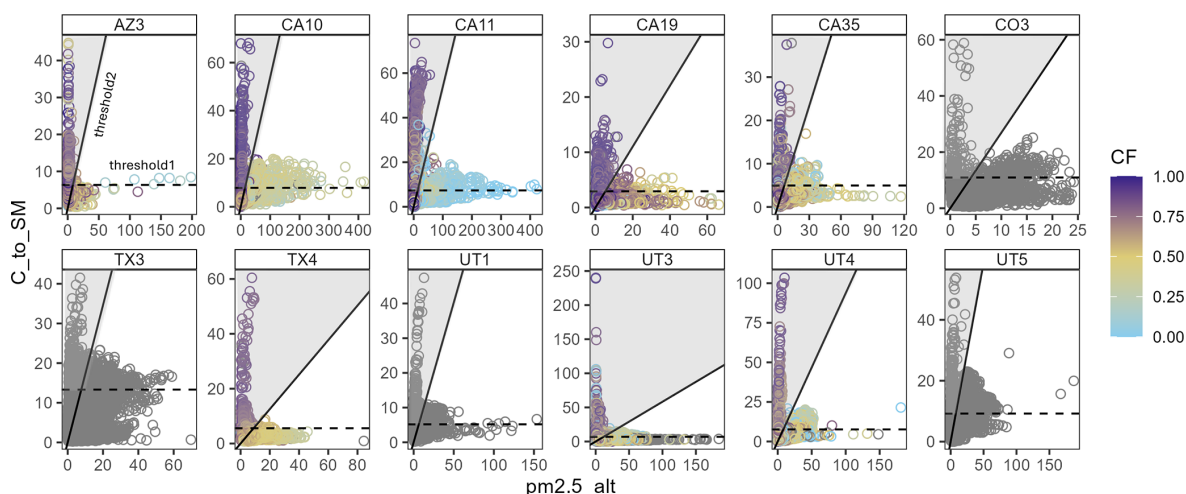 AZ3 CA10 CA11 CA19 CA35 CO3
40 30 20 10 0
threshold2
threshold1
0 50 100 150 200
60 40 20 0
0 100 200 300 400
60 40 20 0
0 100 200 300 400
30 20 10 0
0 20 40 60
30 20 10 0
0 30 60 90 120
60 40 20 0
0 5 10 15 20 25
C_to_SM
CF
1.00
0.75
0.50
0.25
0.00
TX3 TX4 UT1 UT3 UT4 UT5
40 30 20 10 0
0 20 40 60
60 40 20 0
0 20 40 60 80
40 20 0
0 50 100 150
250 200 150 100 50 0
0 50 100 150
100 75 50 25 0
0 50 100 150
40 20 0
0 50 100 150
pm2.5_alt